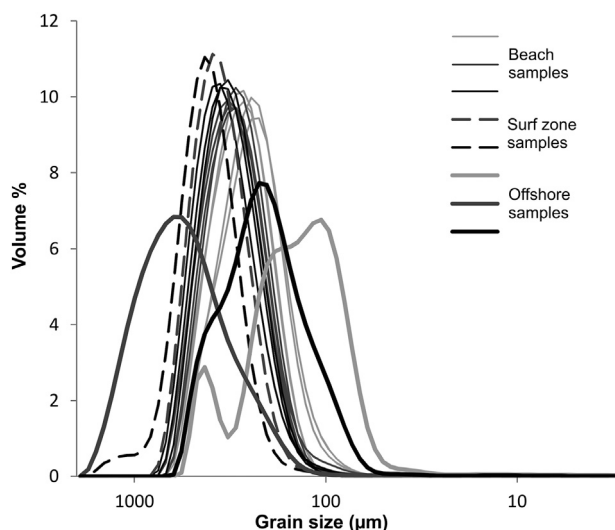 12
10
8
6
4
2
0
Volume %
1000
100
10
Grain size (µm)
Beach
samples
Surf zone
samples
Offshore
samples